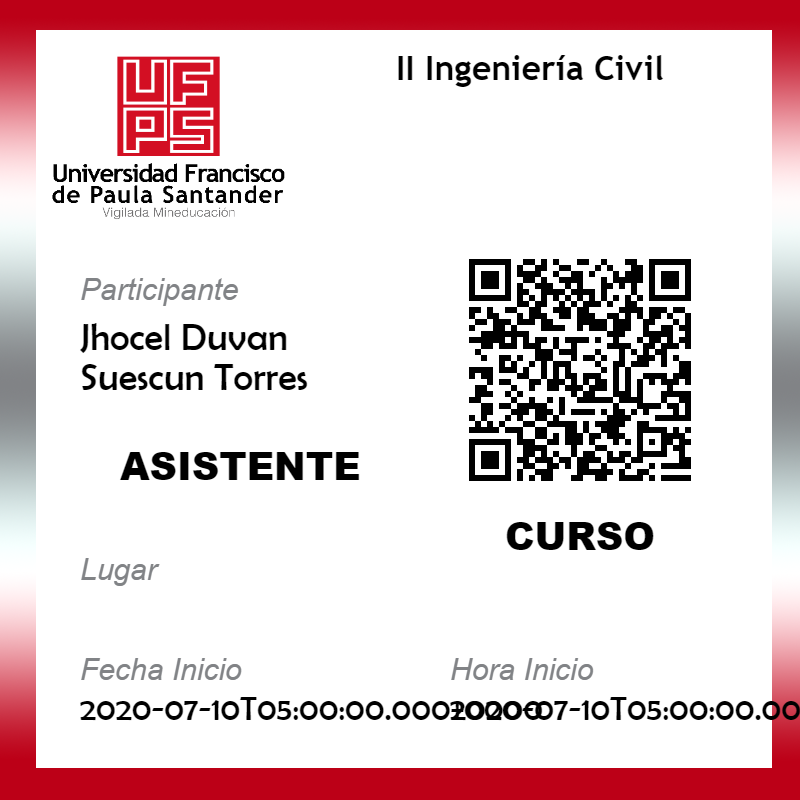 UFPS
Universidad Francisco
de Paula Santander
Vigilada Mineducación
II Ingeniería Civil
Participante
Jhocel Duvan
Suescun Torres
ASISTENTE
CURSO
Lugar
Fecha Inicio
Hora Inicio
2020-07-10T05:00:00.000+0000
2020-07-10T05:00:00.00